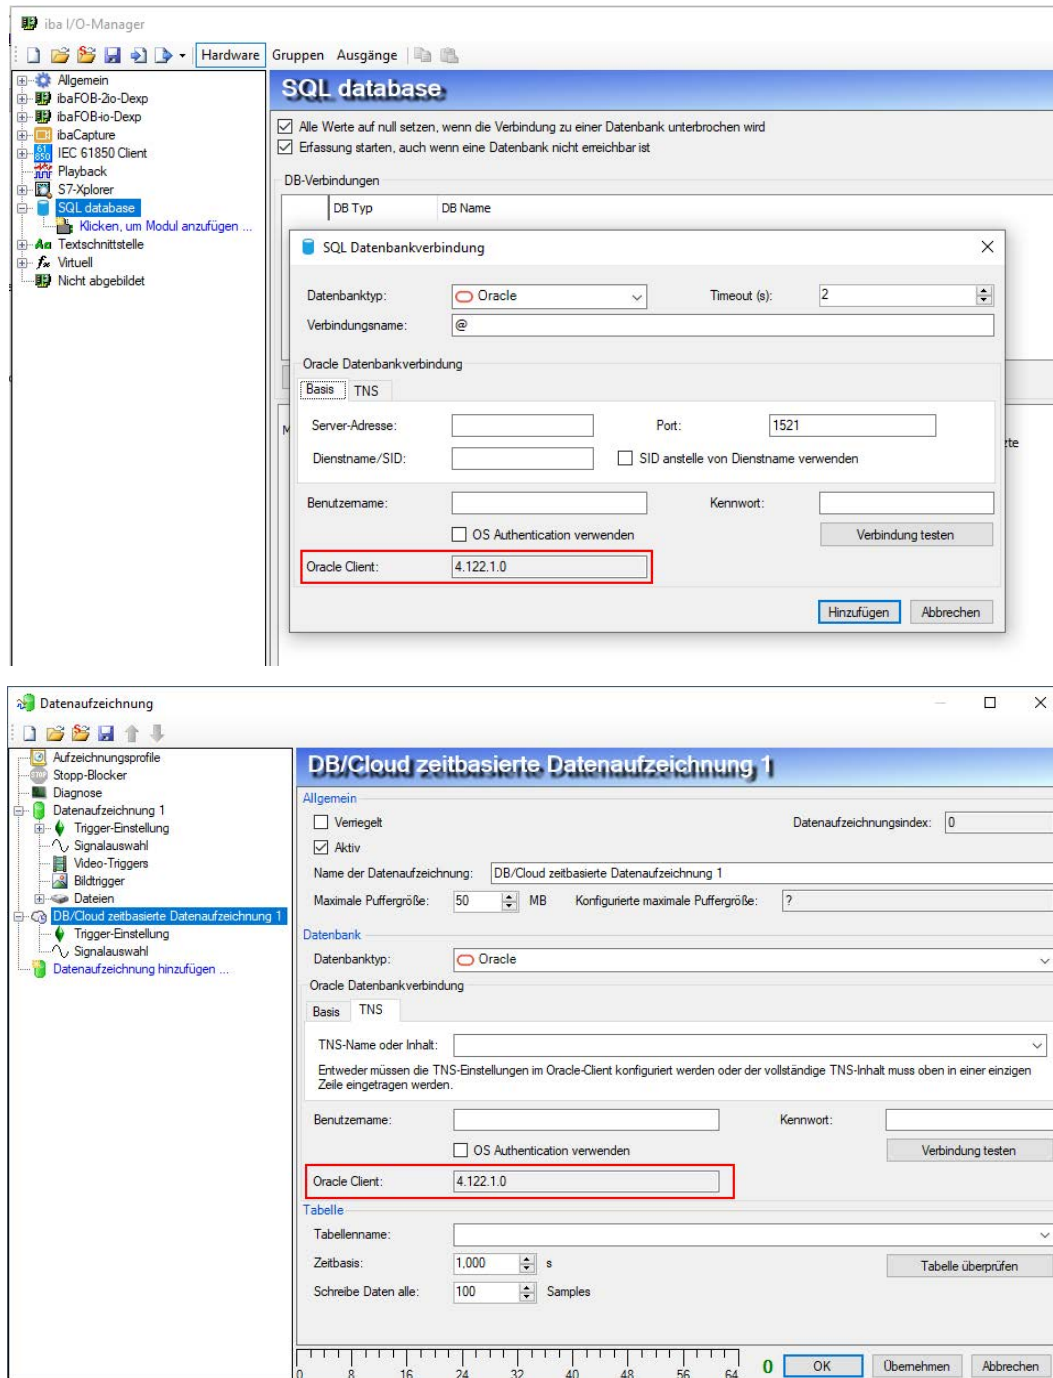 iba I/O-Manager
Hardware Gruppen Ausgänge
Allgemein
ibaFOB-2io-Dexp
ibaFOB-io-Dexp
ibaCapture
61 850 IEC 61850 Client
Playback
S7-Xplorer
SQL database
Klicken, um Modul anzufügen ...
Textschnittstelle
Virtuell
Nicht abgebildet
SQL database
Alle Werte auf null setzen, wenn die Verbindung zu einer Datenbank unterbrochen wird
Erfassung starten, auch wenn eine Datenbank nicht erreichbar ist
DB-Verbindungen
DB Typ DB Name
SQL Datenbankverbindung
Datenbanktyp: Oracle Timeout (s): 2
Verbindungsname: @
Oracle Datenbankverbindung
Basis TNS
Server-Adresse: Port: 1521
Dienstname/SID: SID anstelle von Dienstname verwenden
Benutzername: Kennwort:
OS Authentication verwenden Verbindung testen
Oracle Client: 4.122.1.0
Hinzufügen Abbrechen
Datenaufzeichnung
Aufzeichnungsprofile
STOP Stopp-Blocker
Diagnose
Datenaufzeichnung 1
Trigger-Einstellung
Signalauswahl
Video-Triggers
Bildtrigger
Dateien
DB/Cloud zeitbasierte Datenaufzeichnung 1
Trigger-Einstellung
Signalauswahl
Datenaufzeichnung hinzufügen ...
DB/Cloud zeitbasierte Datenaufzeichnung 1
Allgemein
Verriegelt Datenaufzeichnungsindex: 0
Aktiv
Name der Datenaufzeichnung: DB/Cloud zeitbasierte Datenaufzeichnung 1
Maximale Puffergröße: 50 MB Konfigurierte maximale Puffergröße: ?
Datenbank
Datenbanktyp: Oracle
Oracle Datenbankverbindung
Basis TNS
TNS-Name oder Inhalt:
Entweder müssen die TNS-Einstellungen im Oracle-Client konfiguriert werden oder der vollständige TNS-Inhalt muss oben in einer einzigen
Zeile eingetragen werden.
Benutzername: Kennwort:
OS Authentication verwenden Verbindung testen
Oracle Client: 4.122.1.0
Tabelle
Tabellenname:
Zeitbasis: 1,000 s Tabelle überprüfen
Schreibe Daten alle: 100 Samples
0 8 16 24 32 40 48 56 64 0 OK Übernehmen Abbrechen